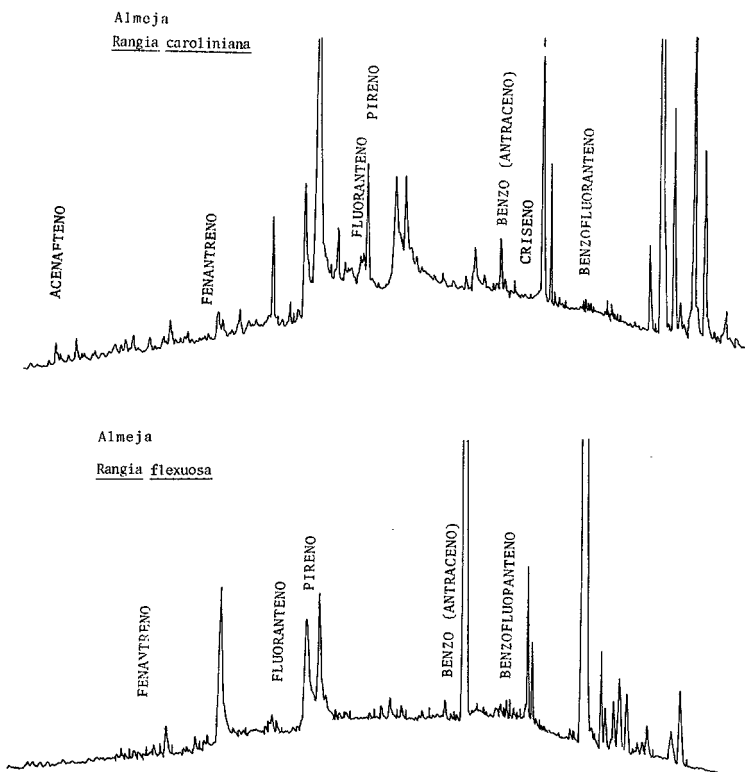 Almeja
Rangia caroliniana
ACENAFTENO
FENANTRENO
FLUORANTENO
PIRENO
BENZO (ANTRACENO)
CRISENO
BENZOFLUORANTENO
Almeja
Rangia flexuosa
FENANTRENO
FLUORANTENO
PIRENO
BENZO (ANTRACENO)
BENZOFLUOPANTENO